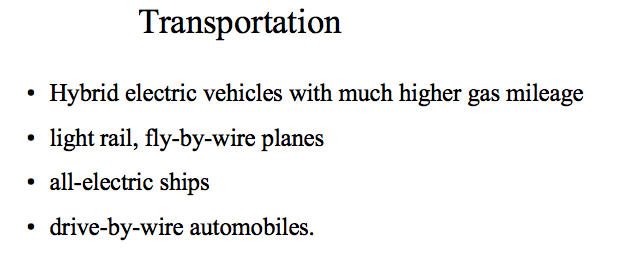 Transportation
• Hybrid electric vehicles with much higher gas mileage
• light rail, fly-by-wire planes
• all-electric ships
• drive-by-wire automobiles.